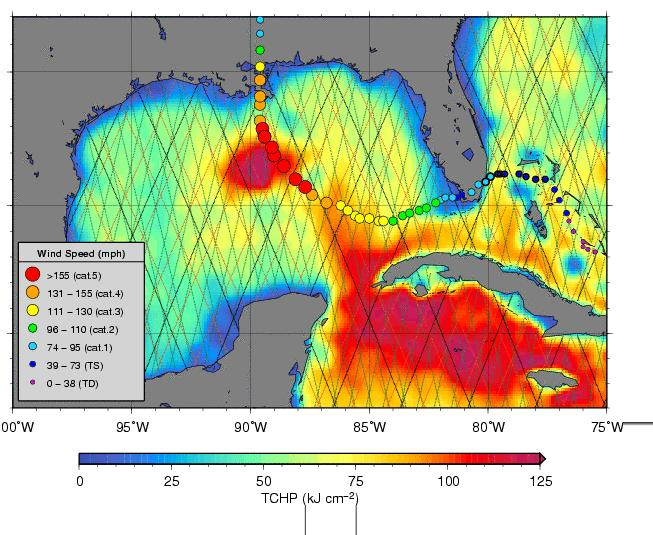 Wind Speed (mph)
>155 (cat.5)
131 – 155 (cat.4)
111 – 130 (cat.3)
96 – 110 (cat.2)
74 – 95 (cat.1)
39 – 73 (TS)
0 – 38 (TD)
00°W 95°W 90°W 85°W 80°W 75°W
0 25 50 75 100 125
TCHP (kJ cm⁻²)